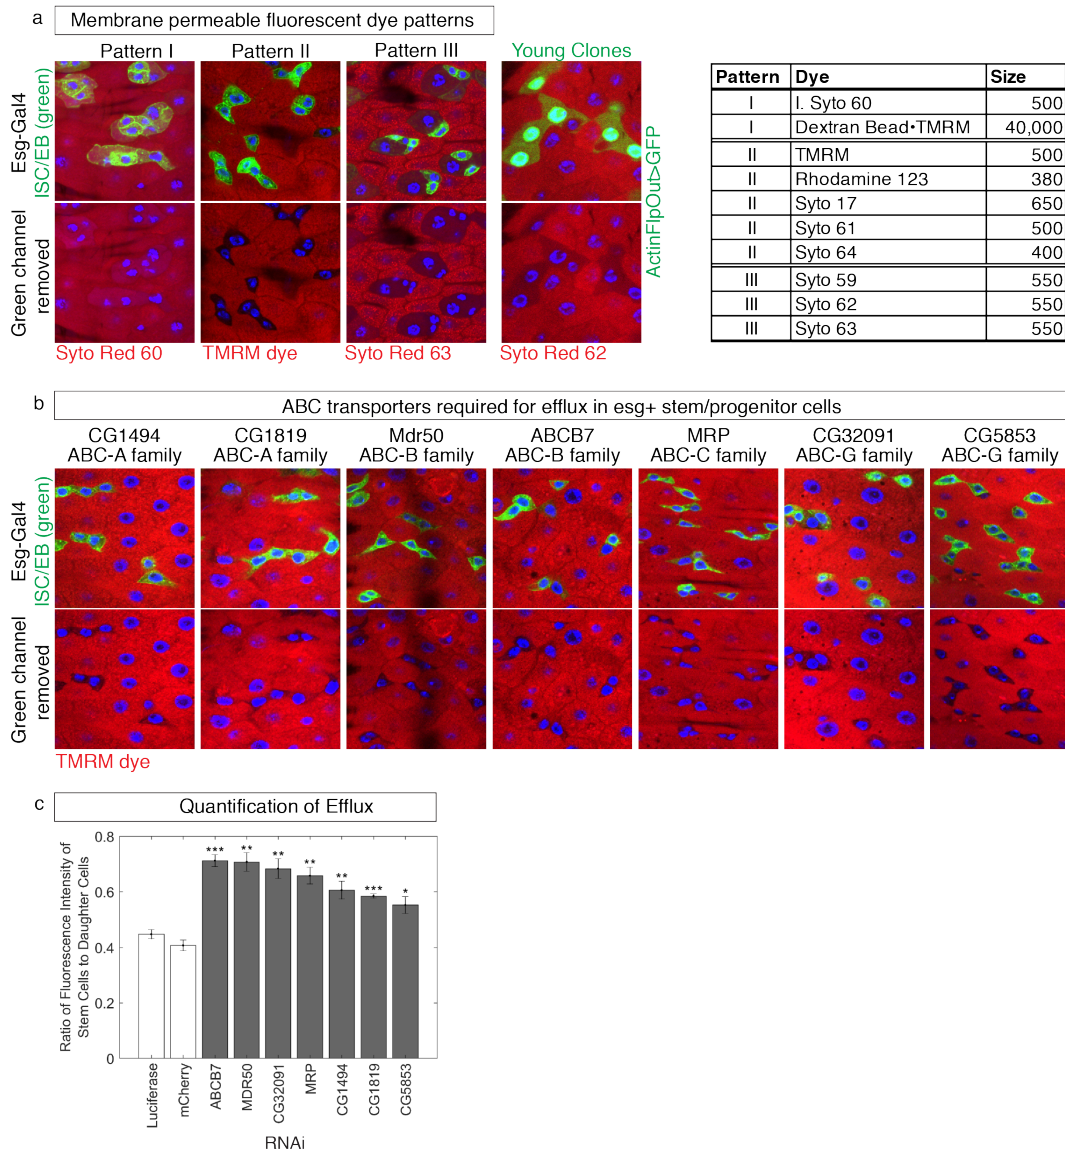 a
Membrane permeable fluorescent dye patterns
Pattern I
Pattern II
Pattern III
Young Clones
Esg-Gal4
ISC/EB (green)
Green channel
removed
ActinFlpOut>GFP
Syto Red 60
TMRM dye
Syto Red 63
Syto Red 62
Pattern Dye Size
I I. Syto 60 500
I Dextran Bead•TMRM 40,000
II TMRM 500
II Rhodamine 123 380
II Syto 17 650
II Syto 61 500
II Syto 64 400
III Syto 59 550
III Syto 62 550
III Syto 63 550
b
ABC transporters required for efflux in esg+ stem/progenitor cells
CG1494
ABC-A family
CG1819
ABC-A family
Mdr50
ABC-B family
ABCB7
ABC-B family
MRP
ABC-C family
CG32091
ABC-G family
CG5853
ABC-G family
Esg-Gal4
ISC/EB (green)
Green channel
removed
TMRM dye
c
Quantification of Efflux
Ratio of Fluorescence Intensity of
Stem Cells to Daughter Cells
0.8
0.6
0.4
0.2
0
***
**
**
**
**
***
*
Luciferase
mCherry
ABCB7
MDR50
CG32091
MRP
CG1494
CG1819
CG5853
RNAi